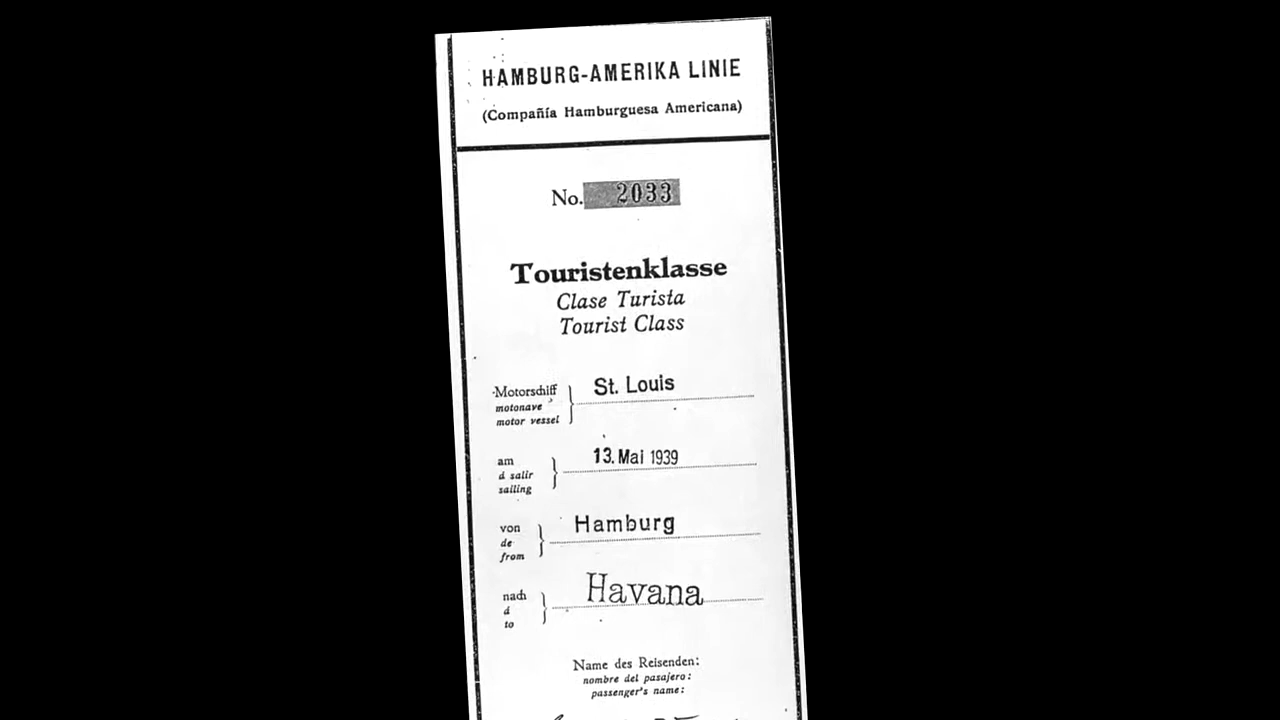 HAMBURG-AMERIKA LINIE
(Compañía Hamburguesa Americana)
No. 2033
Touristenklasse
Clase Turista
Tourist Class
Motorschiff
motonave
motor vessel
St. Louis
am
á salir
sailing
13. Mai 1939
von
de
from
Hamburg
nach
á
to
Havana
Name des Reisenden:
nombre del pasajero:
passenger's name: